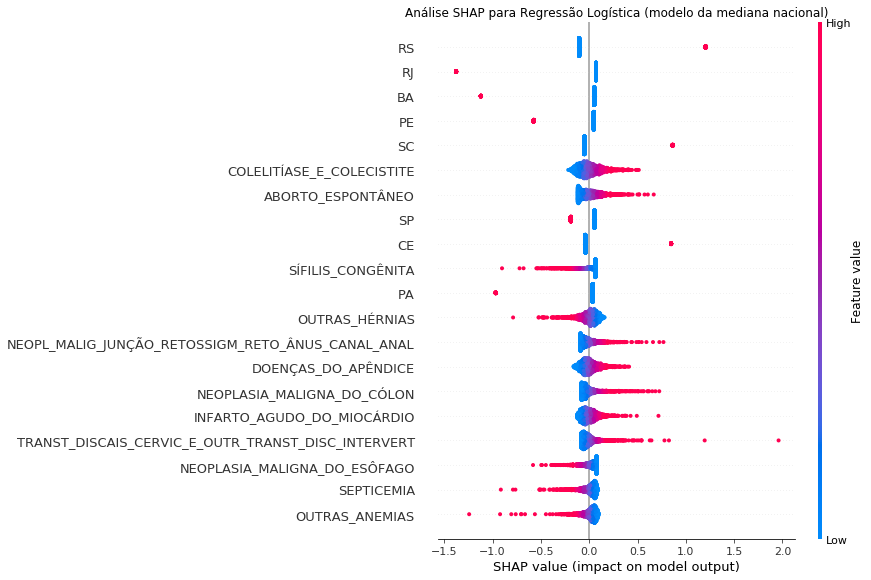 Análise SHAP para Regressão Logística (modelo da mediana nacional)
High
RS
RJ
BA
PE
SC
COLELITÍASE_E_COLECISTITE
ABORTO_ESPONTÂNEO
SP
CE
SÍFILIS_CONGÊNITA
PA
OUTRAS_HÉRNIAS
NEOPL_MALIG_JUNÇÃO_RETOSSIGM_RETO_ÂNUS_CANAL_ANAL
DOENÇAS_DO_APÊNDICE
NEOPLASIA_MALIGNA_DO_CÓLON
INFARTO_AGUDO_DO_MIOCÁRDIO
TRANST_DISCAIS_CERVIC_E_OUTR_TRANST_DISC_INTERVERT
NEOPLASIA_MALIGNA_DO_ESÔFAGO
SEPTICEMIA
OUTRAS_ANEMIAS
Feature value
Low
−1.5 −1.0 −0.5 0.0 0.5 1.0 1.5 2.0
SHAP value (impact on model output)